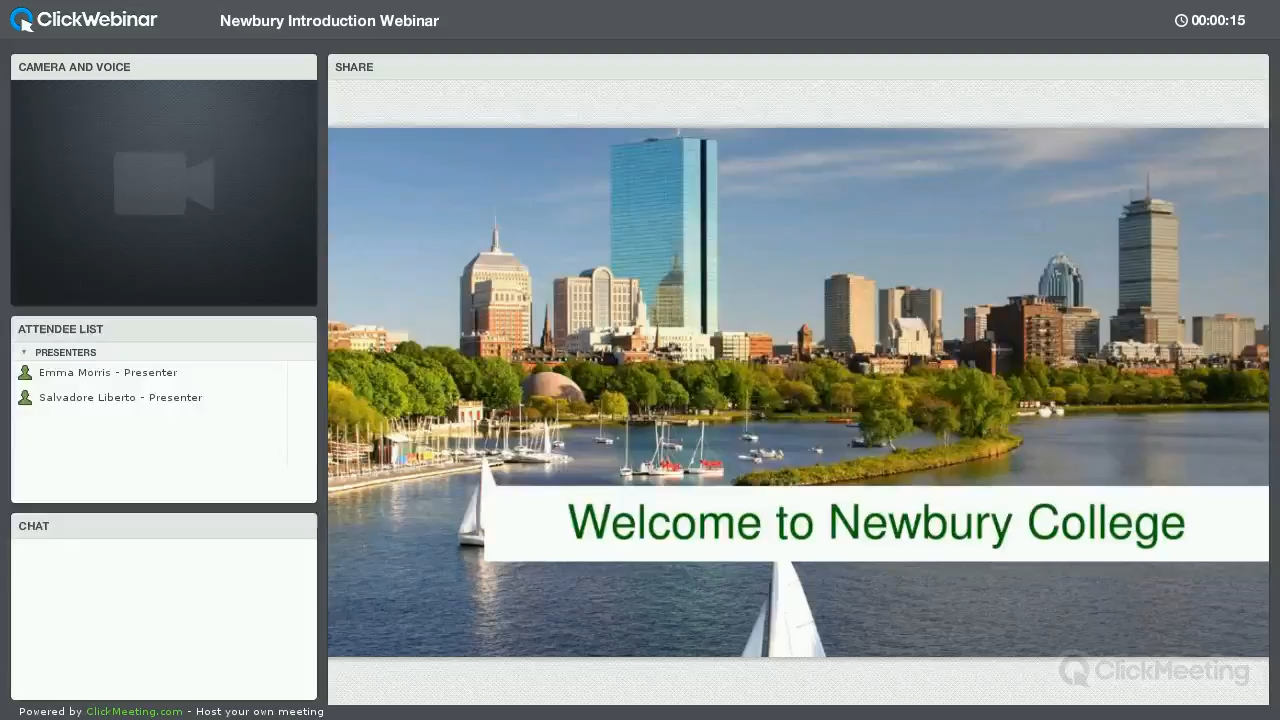 ClickWebinar
Newbury Introduction Webinar
00:00:15
CAMERA AND VOICE
SHARE
ATTENDEE LIST
PRESENTERS
Emma Morris - Presenter
Salvadore Liberto - Presenter
Welcome to Newbury College
CHAT
ClickMeeting
Powered by ClickMeeting.com - Host your own meeting